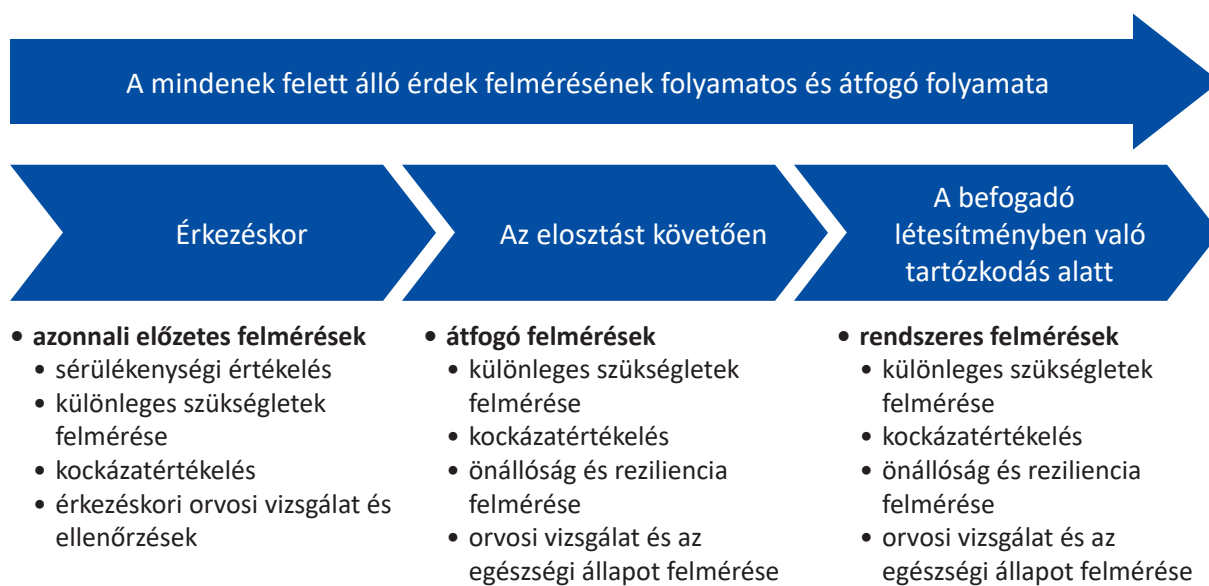 A mindenek felett álló érdek felmérésének folyamatos és átfogó folyamata
Érkezéskor
Az elosztást követően
A befogadó
létesítményben való
tartózkodás alatt
• azonnali előzetes felmérések
• sérülékenységi értékelés
• különleges szükségletek
felmérése
• kockázatértékelés
• érkezéskori orvosi vizsgálat és
ellenőrzések
• átfogó felmérések
• különleges szükségletek
felmérése
• kockázatértékelés
• önállóság és reziliencia
felmérése
• orvosi vizsgálat és az
egészségi állapot felmérése
• rendszeres felmérések
• különleges szükségletek
felmérése
• kockázatértékelés
• önállóság és reziliencia
felmérése
• orvosi vizsgálat és az
egészségi állapot felmérése